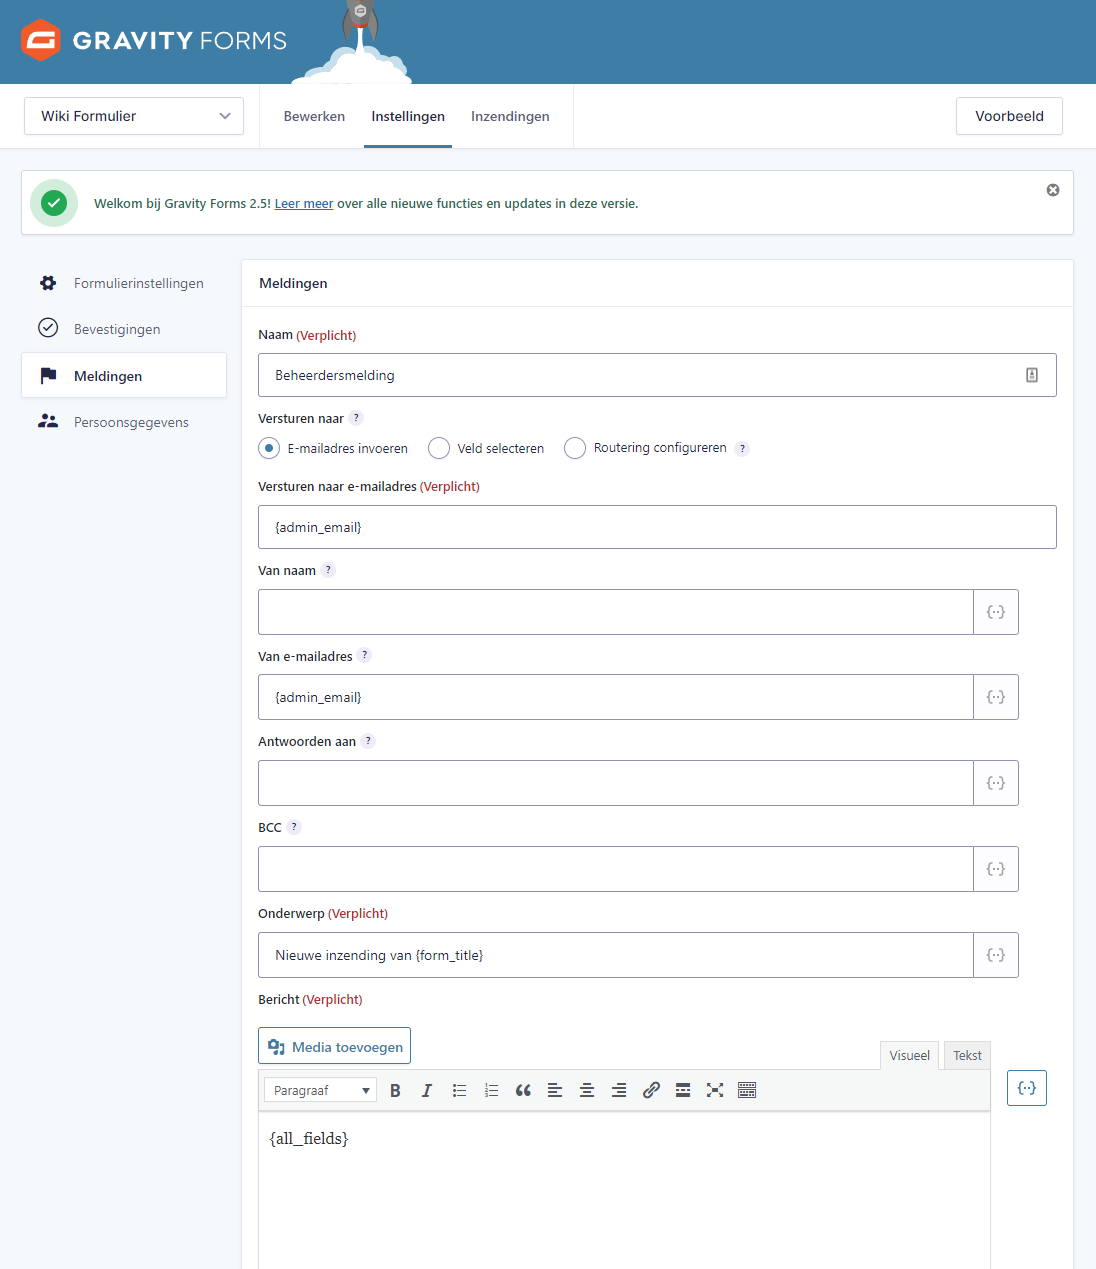 GRAVITY FORMS
Wiki Formulier
Bewerken Instellingen Inzendingen
Voorbeeld
Welkom bij Gravity Forms 2.5! Leer meer over alle nieuwe functies en updates in deze versie.
Formulierinstellingen
Bevestigingen
Meldingen
Persoonsgegevens
Meldingen
Naam (Verplicht)
Beheerdersmelding
Versturen naar ?
E-mailadres invoeren Veld selecteren Routering configureren ?
Versturen naar e-mailadres (Verplicht)
{admin_email}
Van naam ?
Van e-mailadres ?
{admin_email}
Antwoorden aan ?
BCC ?
Onderwerp (Verplicht)
Nieuwe inzending van {form_title}
Bericht (Verplicht)
Media toevoegen
Visueel Tekst
Paragraaf
{all_fields}